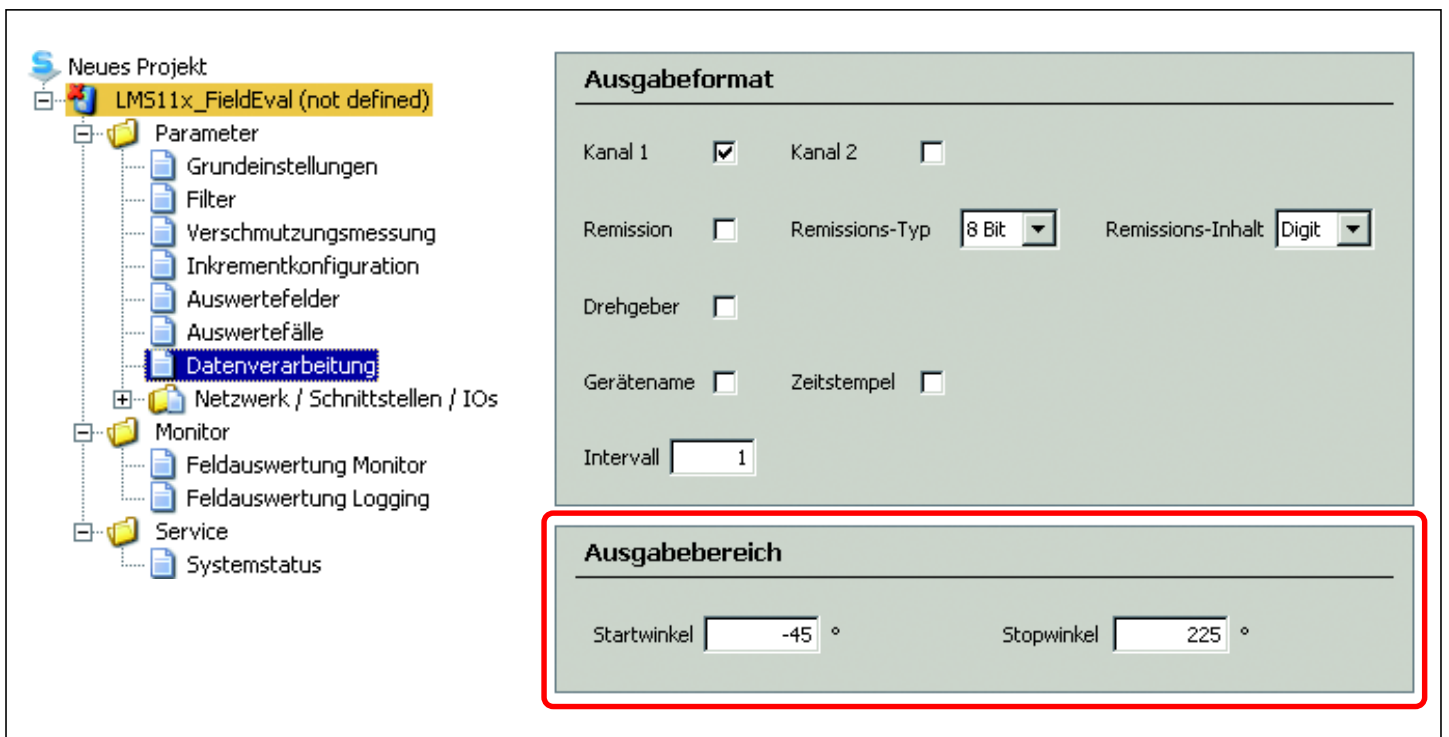 Neues Projekt
LMS11x_FieldEval (not defined)
Parameter
Grundeinstellungen
Filter
Verschmutzungsmessung
Inkrementkonfiguration
Auswertefelder
Auswertefälle
Datenverarbeitung
Netzwerk / Schnittstellen / IOs
Monitor
Feldauswertung Monitor
Feldauswertung Logging
Service
Systemstatus
Ausgabeformat
Kanal 1 Kanal 2
Remission Remissions-Typ 8 Bit Remissions-Inhalt Digit
Drehgeber
Gerätename Zeitstempel
Intervall 1
Ausgabebereich
Startwinkel -45 ° Stopwinkel 225 °